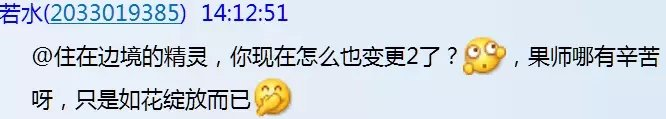 若水(2033019385) 14:12:51
@住在边境的精灵，你现在怎么也变更2了？，果师哪有辛苦
呀，只是如花绽放而已